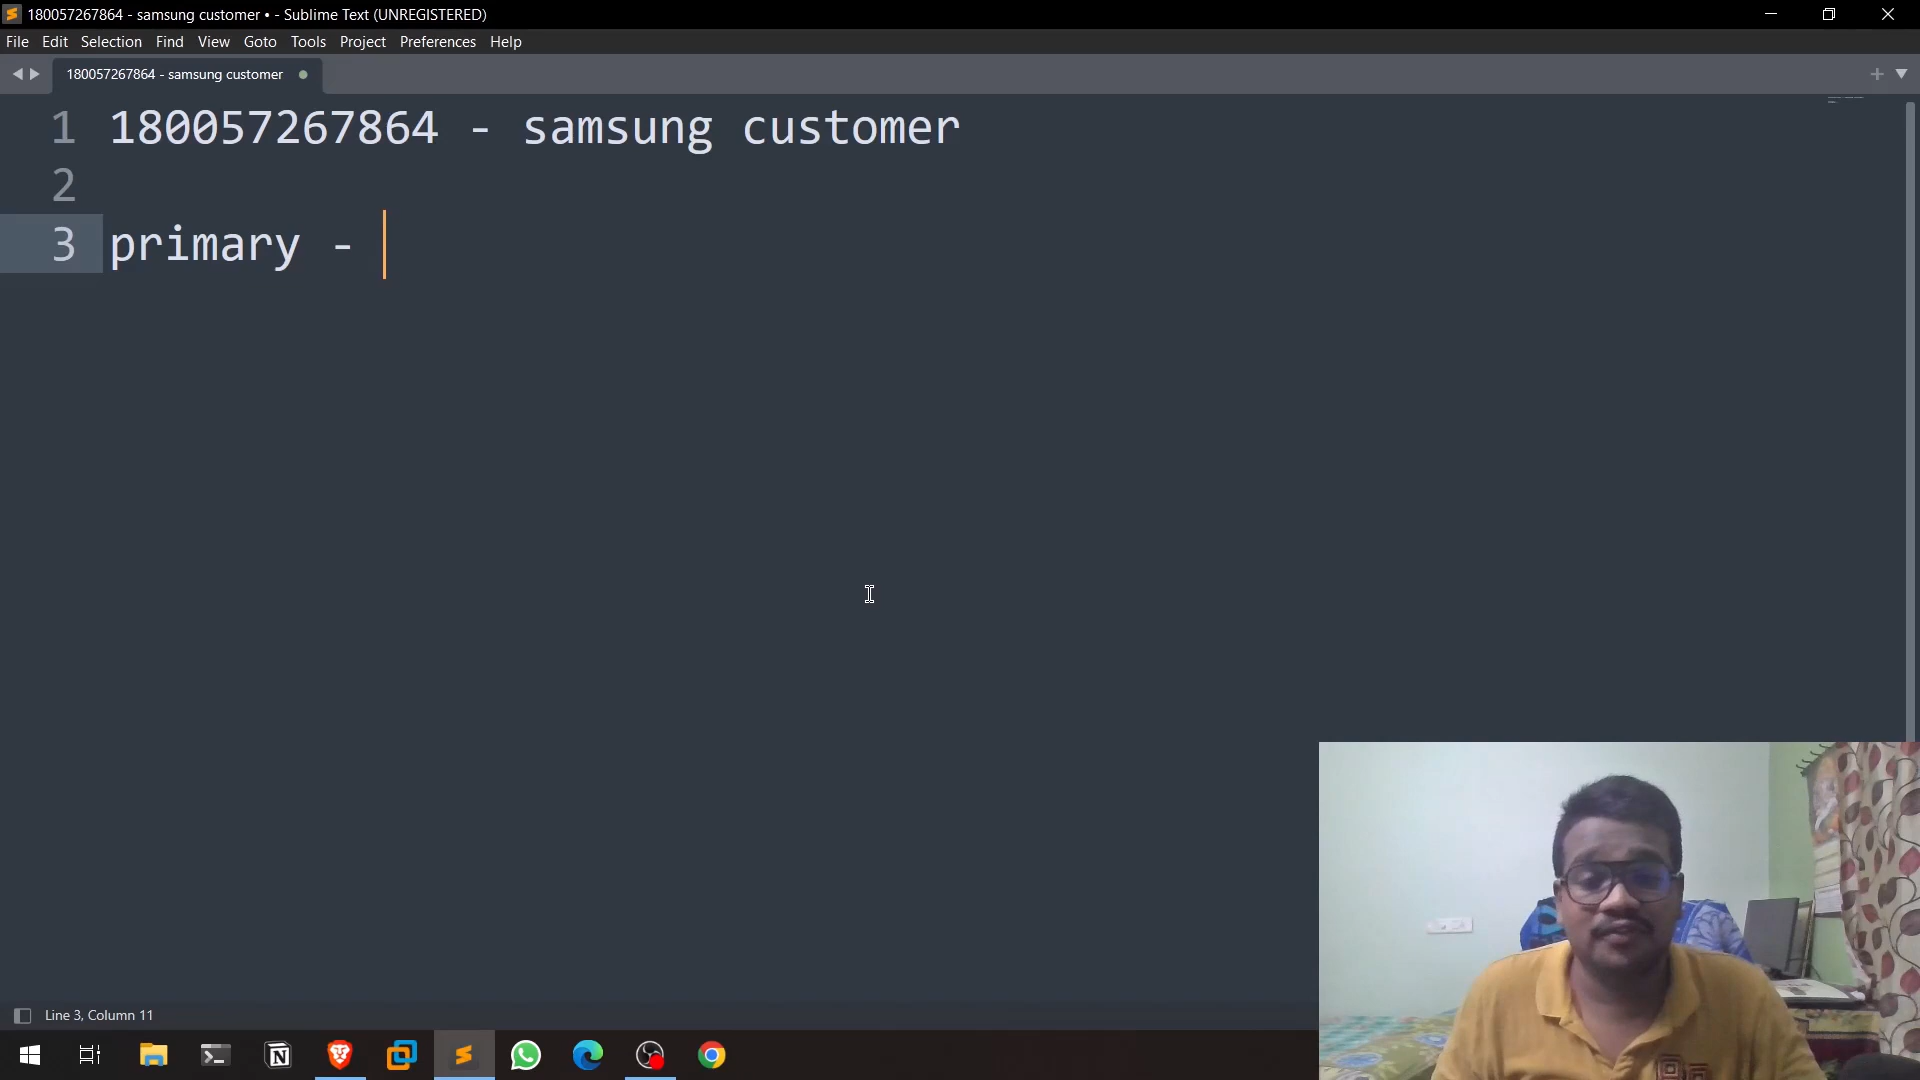 180057267864 - samsung customer • - Sublime Text (UNREGISTERED)
File Edit Selection Find View Goto Tools Project Preferences Help
180057267864 - samsung customer
1 180057267864 - samsung customer
2
3 primary -
Line 3, Column 11